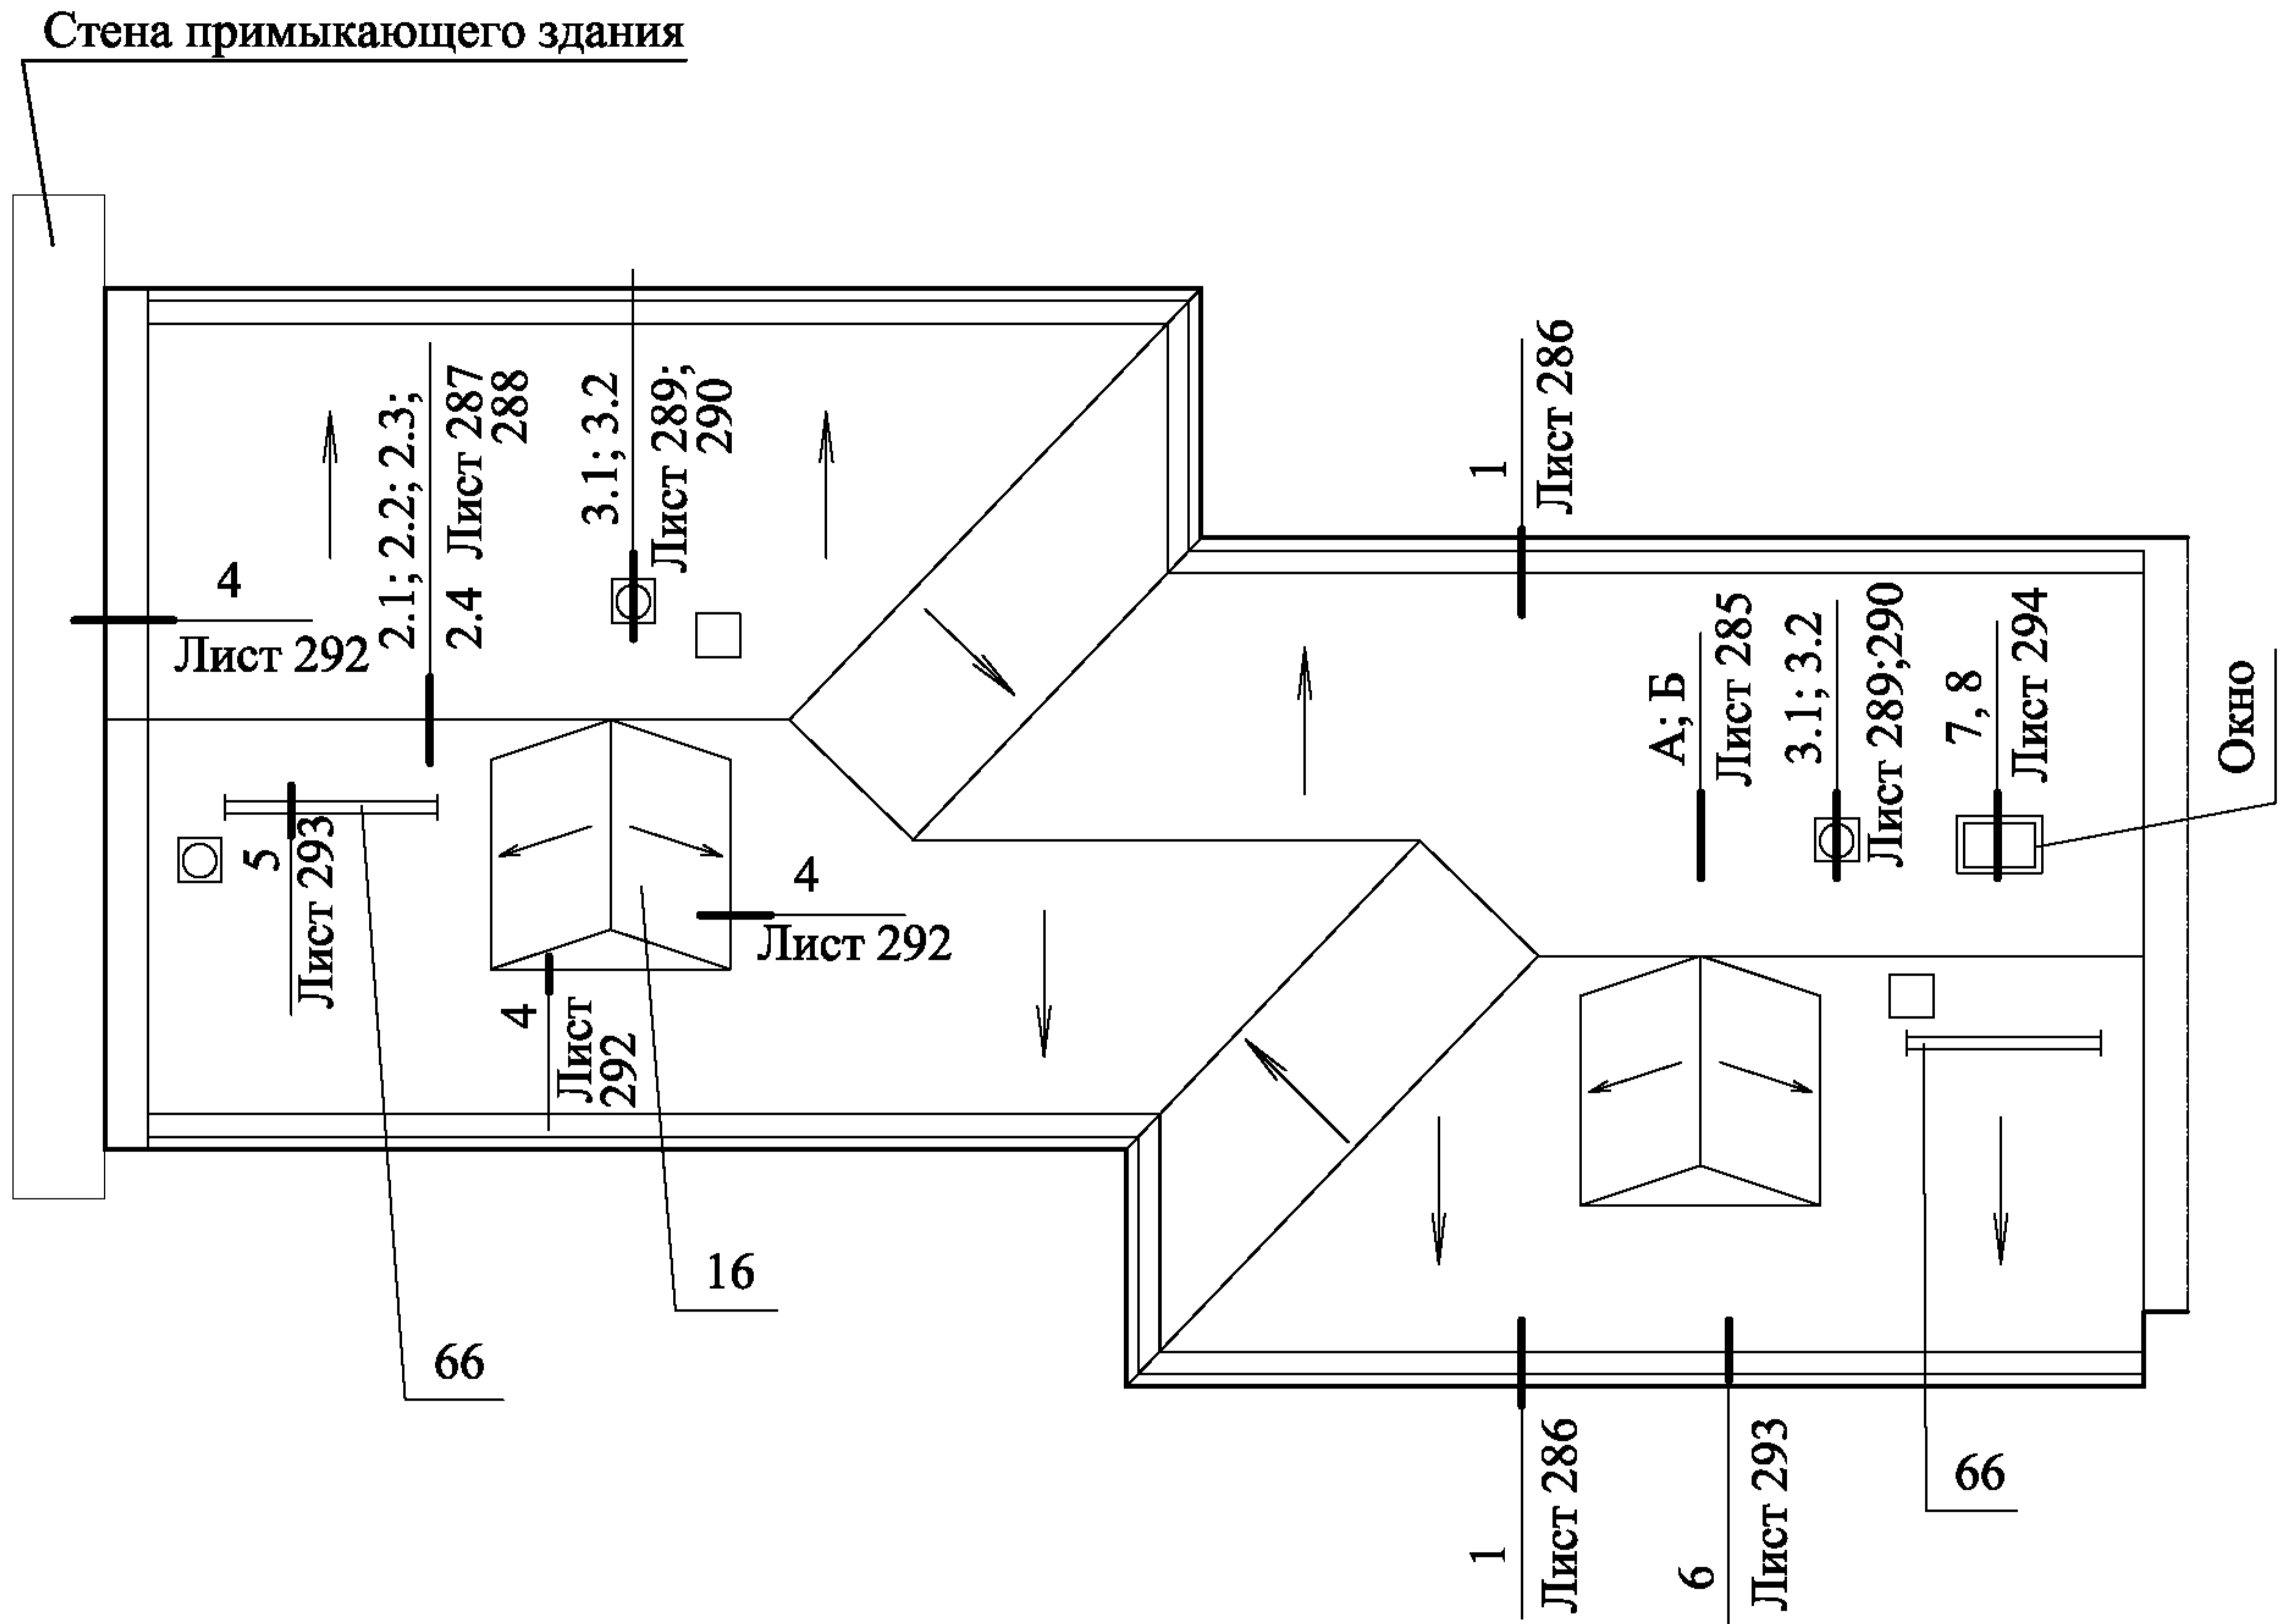 Стена примыкающего здания
4
Лист 292
2.1; 2.2; 2.3;
2.4 Лист 287
288
3.1; 3.2
Лист 289;
290
1
Лист 286
5
Лист 293
4
Лист 292
4
Лист
292
А; Б
Лист 285
3.1; 3.2
Лист 289;290
7, 8
Лист 294
Окно
16
66
1
Лист 286
6
Лист 293
66